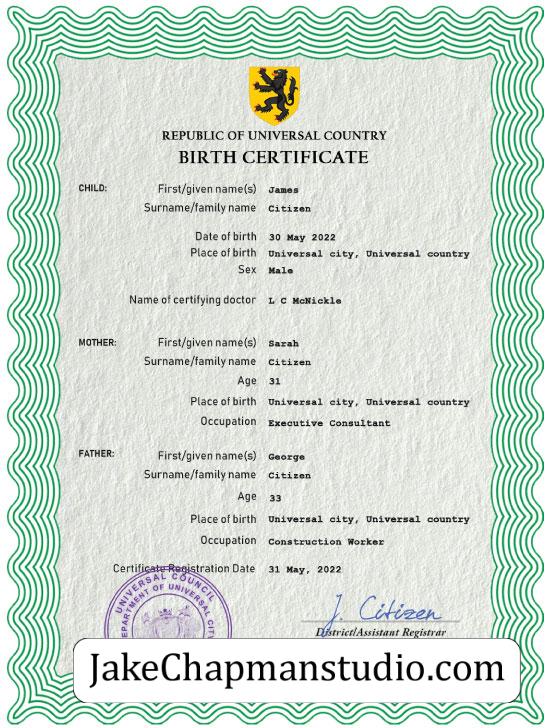 REPUBLIC OF UNIVERSAL COUNTRY
BIRTH CERTIFICATE
CHILD: First/given name(s) James
Surname/family name Citizen
Date of birth 30 May 2022
Place of birth Universal city, Universal country
Sex Male
Name of certifying doctor L C McNickle
MOTHER: First/given name(s) Sarah
Surname/family name Citizen
Age 31
Place of birth Universal city, Universal country
Occupation Executive Consultant
FATHER: First/given name(s) George
Surname/family name Citizen
Age 33
Place of birth Universal city, Universal country
Occupation Construction Worker
Certificate Registration Date 31 May, 2022
UNIVERSAL COUNCIL
DEPARTMENT OF UNIVERSAL
J. Citizen
District/Assistant Registrar
JakeChapmanstudio.com